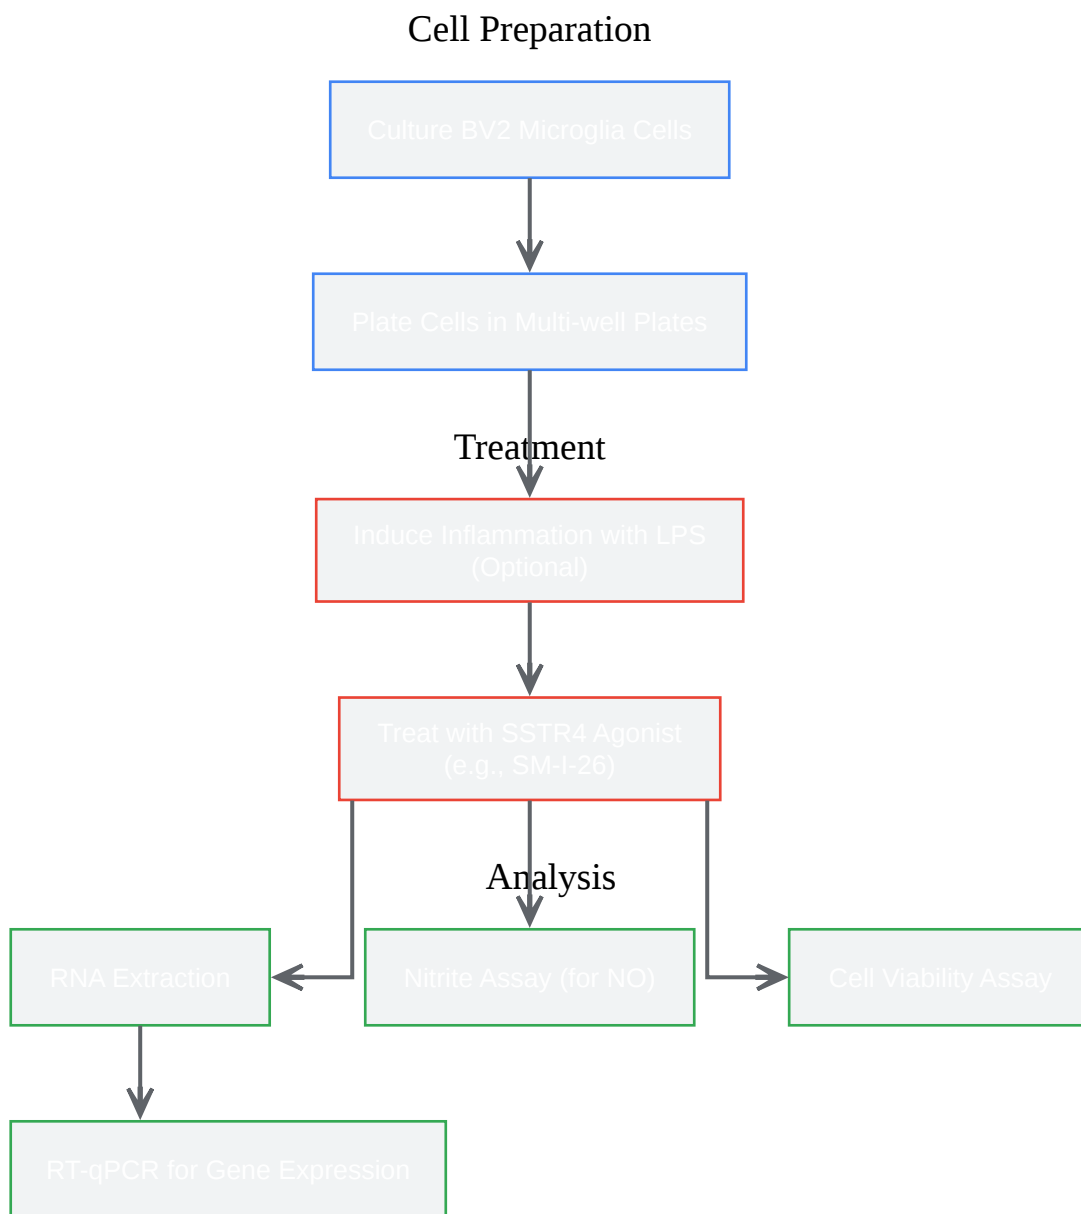 Cell Preparation
Culture BV2 Microglia Cells
Plate Cells in Multi-well Plates
Treatment
Induce Inflammation with LPS
(Optional)
Treat with SSTR4 Agonist
(e.g., SM-I-26)
Analysis
RNA Extraction
Nitrite Assay (for NO)
Cell Viability Assay
RT-qPCR for Gene Expression